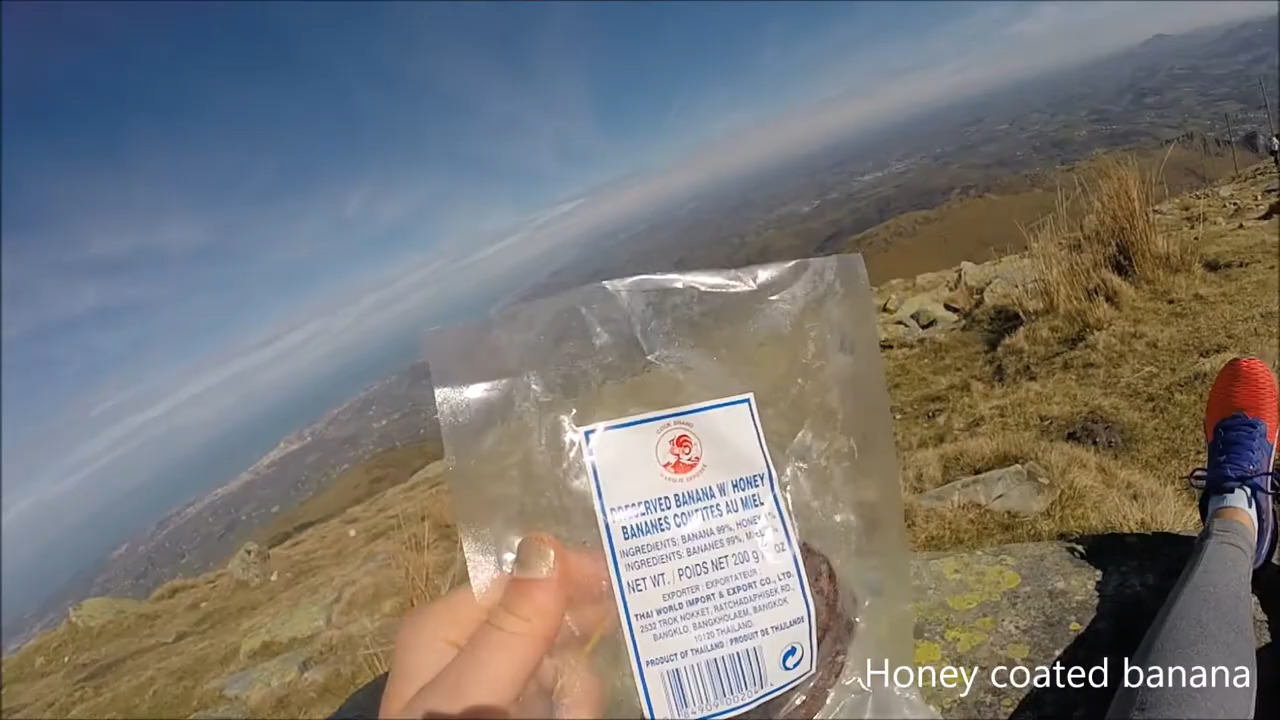 COCK BRAND
PRESERVED BANANA W/ HONEY
BANANES CONFITES AU MIEL
INGREDIENTS: BANANA 99%, HONEY 1%
INGREDIENTS: BANANES 99%, MIEL
NET WT. / POIDS NET 200 g OZ
EXPORTER : EXPORTATEUR :
THAI WORLD IMPORT & EXPORT CO., LTD.
2532 TROK NOKKET, RATCHADAPHISEK RD.,
BANGKLO, BANGKHOLAEM, BANGKOK
10120 THAILAND.
PRODUCT OF THAILAND / PRODUIT DE THAILANDE
Honey coated banana